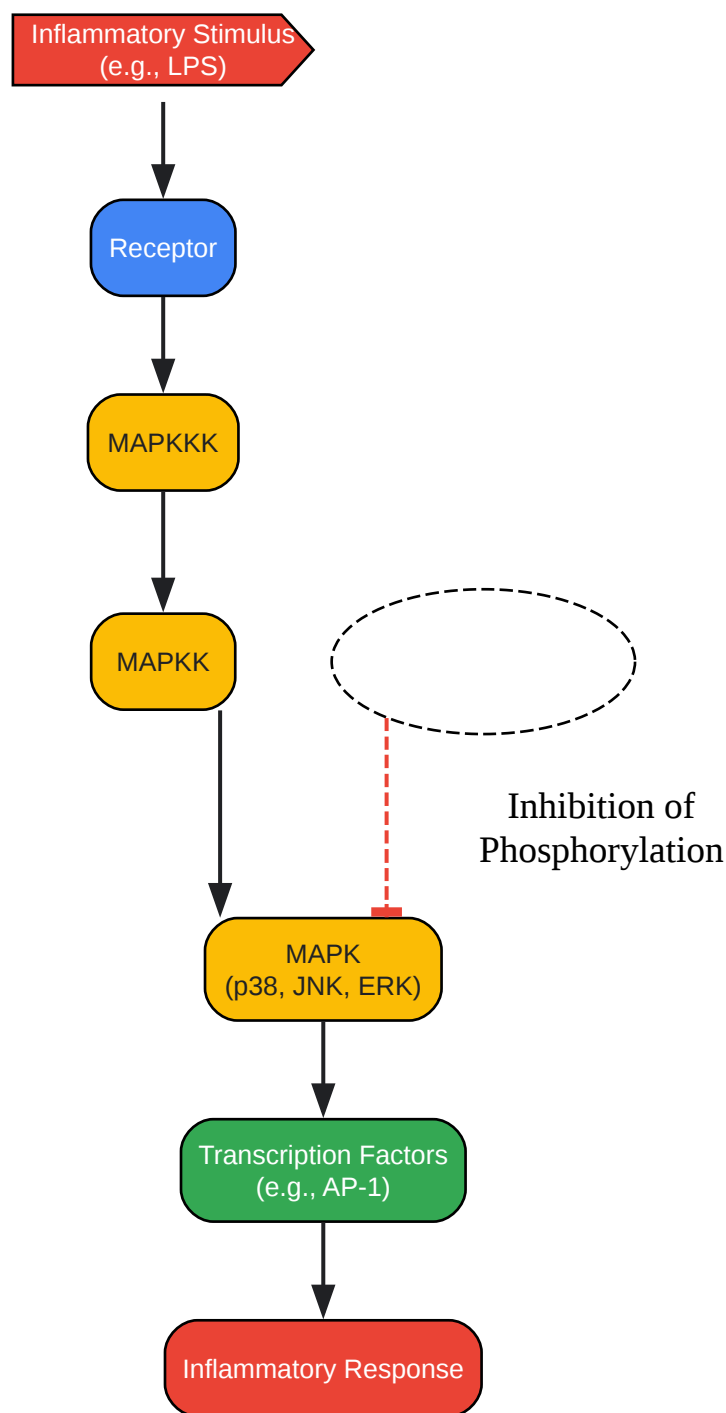 Inflammatory Stimulus
(e.g., LPS)
Receptor
MAPKKK
MAPKK
Inhibition of
Phosphorylation
MAPK
(p38, JNK, ERK)
Transcription Factors
(e.g., AP-1)
Inflammatory Response